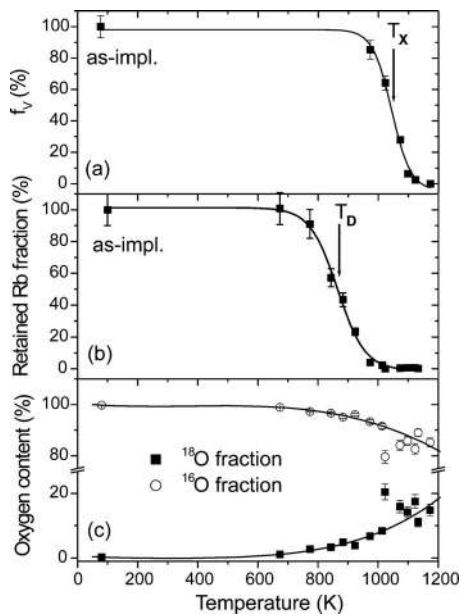 100
80
60
40
20
0
f_V (%)
as-impl.
T_X
(a)
100
80
60
40
20
0
Retained Rb fraction (%)
as-impl.
T_D
(b)
100
80
20
0
Oxygen content (%)
¹⁸O fraction
¹⁶O fraction
(c)
0 200 400 600 800 1000 1200
Temperature (K)